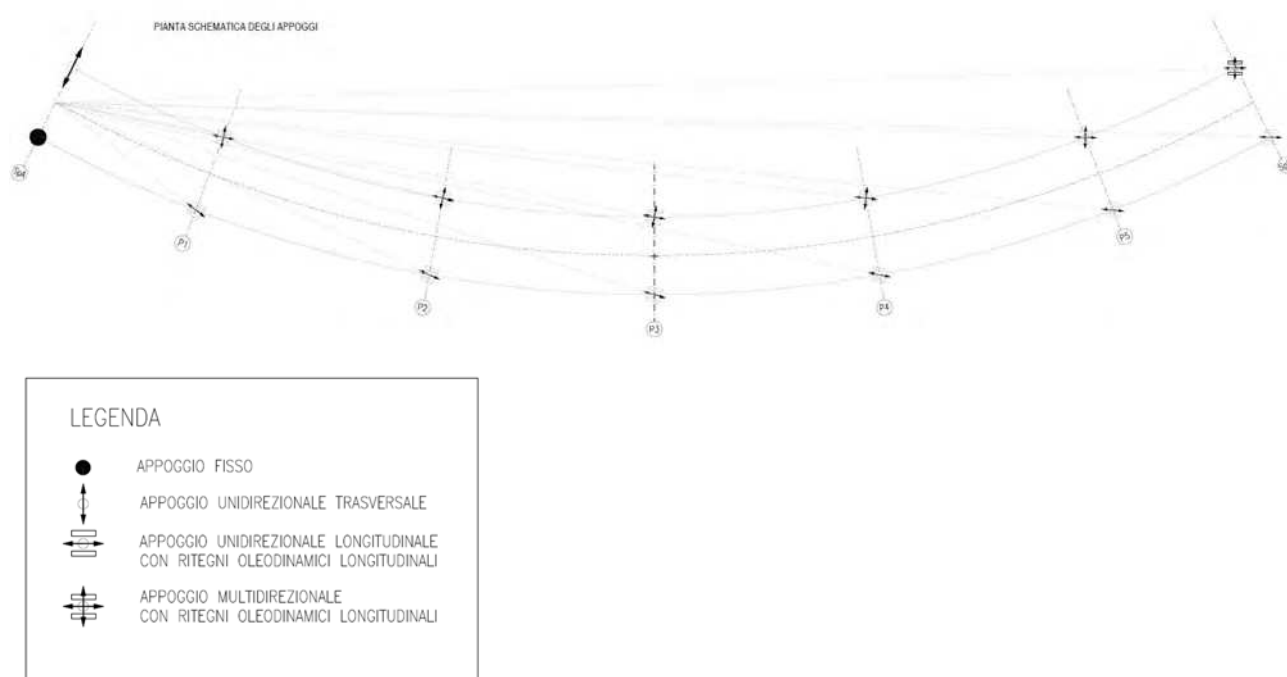 PIANTA SCHEMATICA DEGLI APPOGGI
P1
P2
P3
P4
P5
LEGENDA
APPOGGIO FISSO
APPOGGIO UNIDIREZIONALE TRASVERSALE
APPOGGIO UNIDIREZIONALE LONGITUDINALE
CON RITEGNI OLEODINAMICI LONGITUDINALI
APPOGGIO MULTIDIREZIONALE
CON RITEGNI OLEODINAMICI LONGITUDINALI